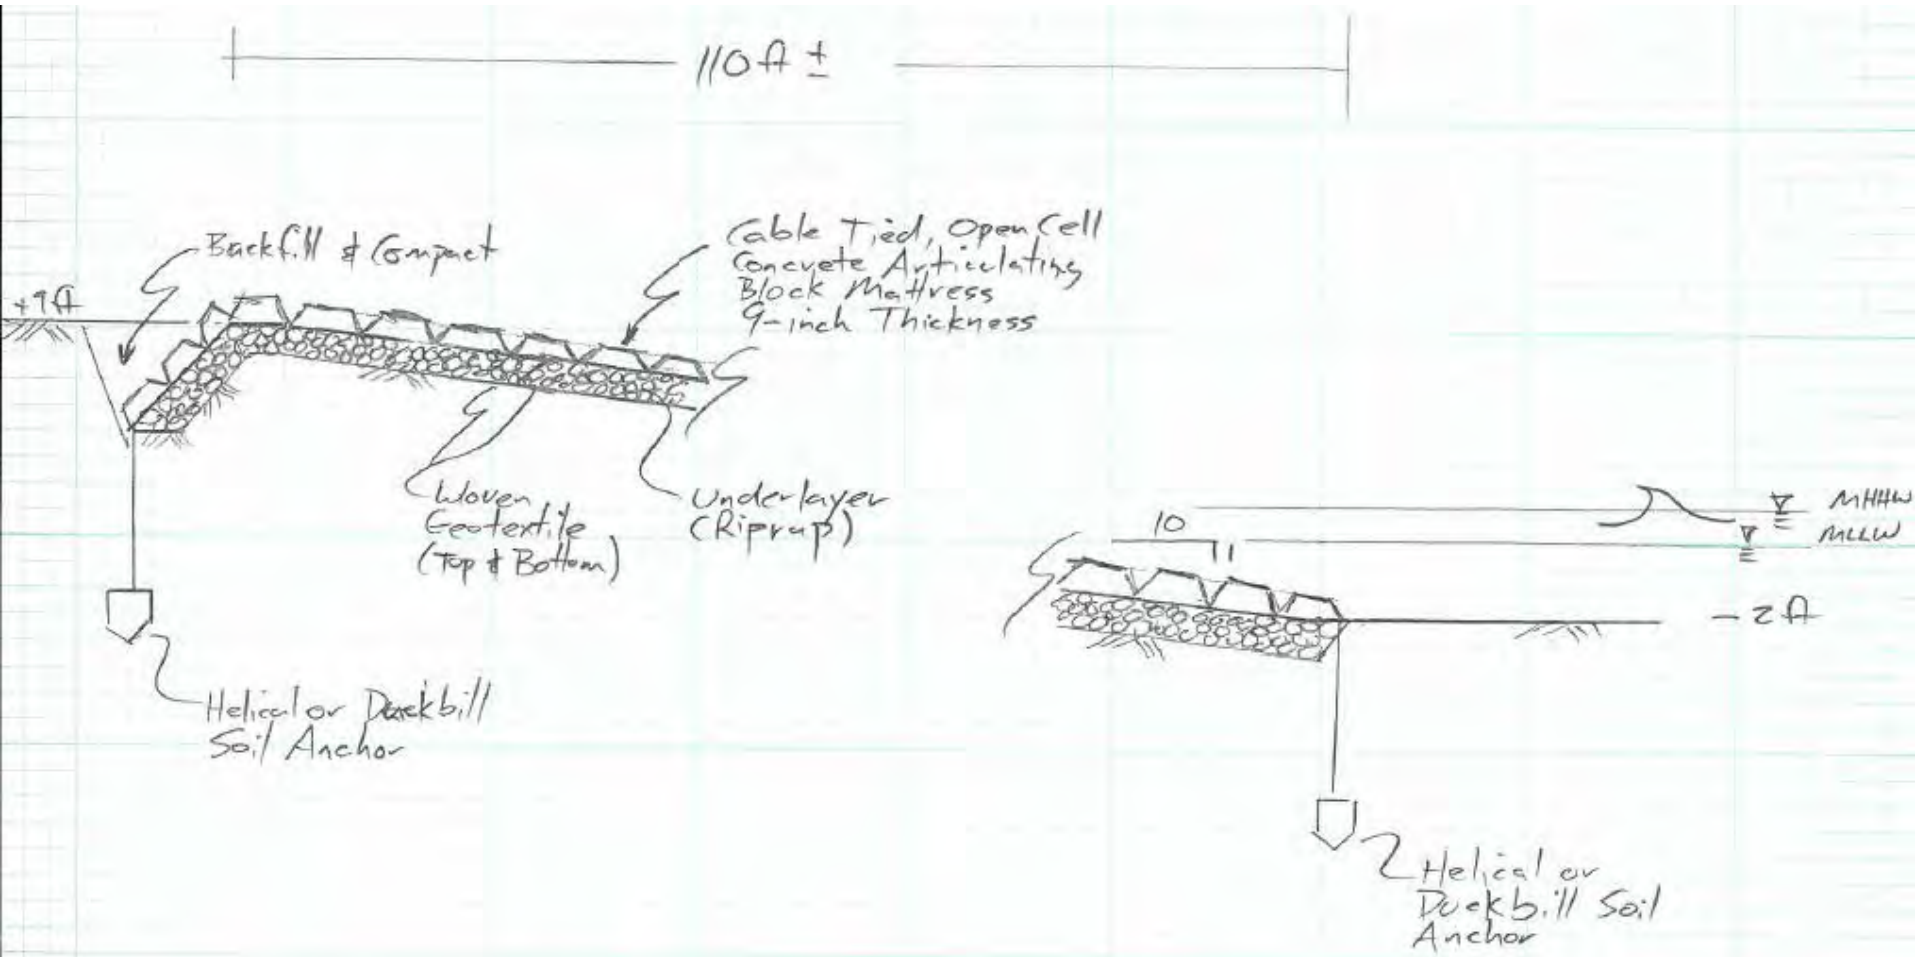 110 ft ±
Backfill & Compact
Cable Tied, Open Cell
Concrete Articulating
Block Mattress
9-inch Thickness
+9 ft
Woven
Geotextile
(Top & Bottom)
Underlayer
(Riprap)
10
1
MHHW
MLLW
-2 ft
Helical or Duckbill
Soil Anchor
Helical or
Duckbill Soil
Anchor